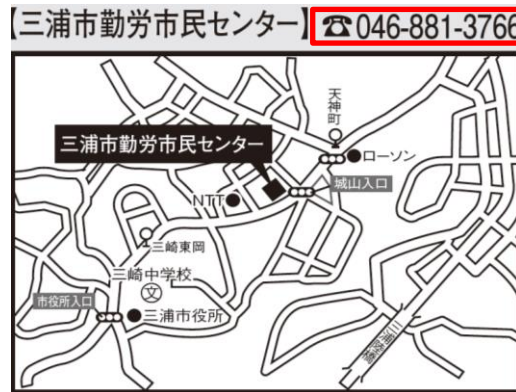 【三浦市勤労市民センター】 ☎046-881-3766
天神町
三浦市勤労市民センター
ローソン
城山入口
NTT
三崎東岡
三崎中学校
文
市役所入口
三浦市役所